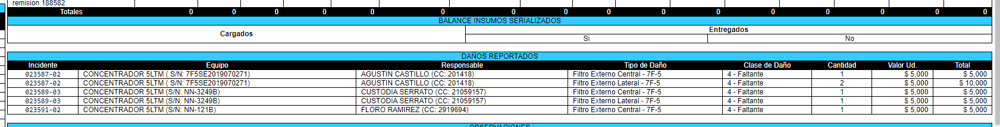 remision 188582
Totales 0 0 0 0 0 0 0 0 0 0 0 0 0 0 0
BALANCE INSUMOS SERIALIZADOS
Cargados Entregados
Si No
DAÑOS REPORTADOS
Incidente Equipo Responsable Tipo de Daño Clase de Daño Cantidad Valor Ud. Total
023587-02 CONCENTRADOR 5LTM ( S/N: 7F5SE2019070271) AGUSTIN CASTILLO (CC: 201418) Filtro Externo Central - 7F-5 4 - Faltante 1 $ 5,000 $ 5,000
023587-02 CONCENTRADOR 5LTM ( S/N: 7F5SE2019070271) AGUSTIN CASTILLO (CC: 201418) Filtro Externo Lateral - 7F-5 4 - Faltante 2 $ 5,000 $ 10,000
023589-03 CONCENTRADOR 5LTM (S/N: NN-3249B) CUSTODIA SERRATO (CC: 21059157) Filtro Externo Central - 7F-5 4 - Faltante 1 $ 5,000 $ 5,000
023589-03 CONCENTRADOR 5LTM (S/N: NN-3249B) CUSTODIA SERRATO (CC: 21059157) Filtro Externo Lateral - 7F-5 4 - Faltante 1 $ 5,000 $ 5,000
023591-02 CONCENTRADOR 5LTM (S/N: NN-121B) FLORO RAMIREZ (CC: 2919694) Filtro Externo Central - 7F-5 4 - Faltante 1 $ 5,000 $ 5,000
OBSERVACIONES